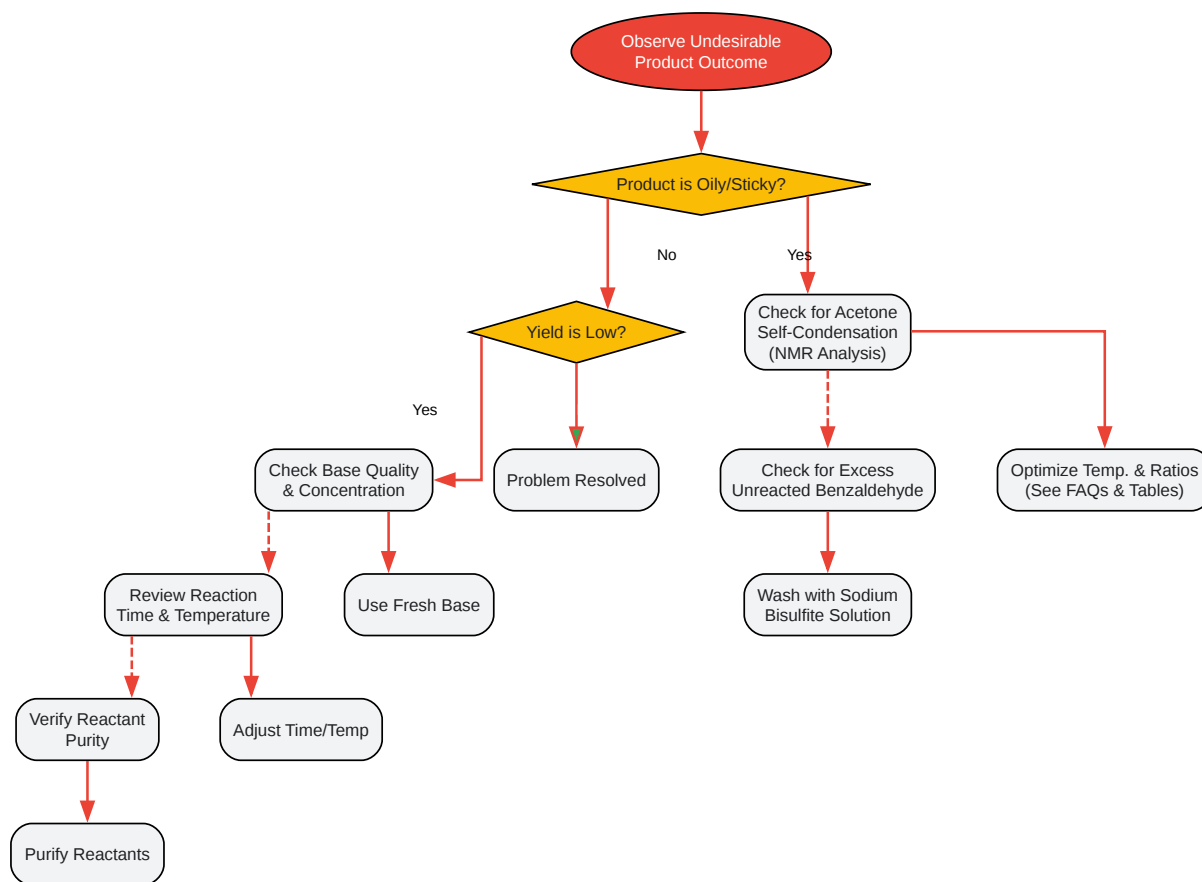 Observe Undesirable
Product Outcome
Product is Oily/Sticky?
No
Yes
Yield is Low?
Check for Acetone
Self-Condensation
(NMR Analysis)
Yes
Check Base Quality
& Concentration
Problem Resolved
Check for Excess
Unreacted Benzaldehyde
Optimize Temp. & Ratios
(See FAQs & Tables)
Review Reaction
Time & Temperature
Use Fresh Base
Wash with Sodium
Bisulfite Solution
Verify Reactant
Purity
Adjust Time/Temp
Purify Reactants